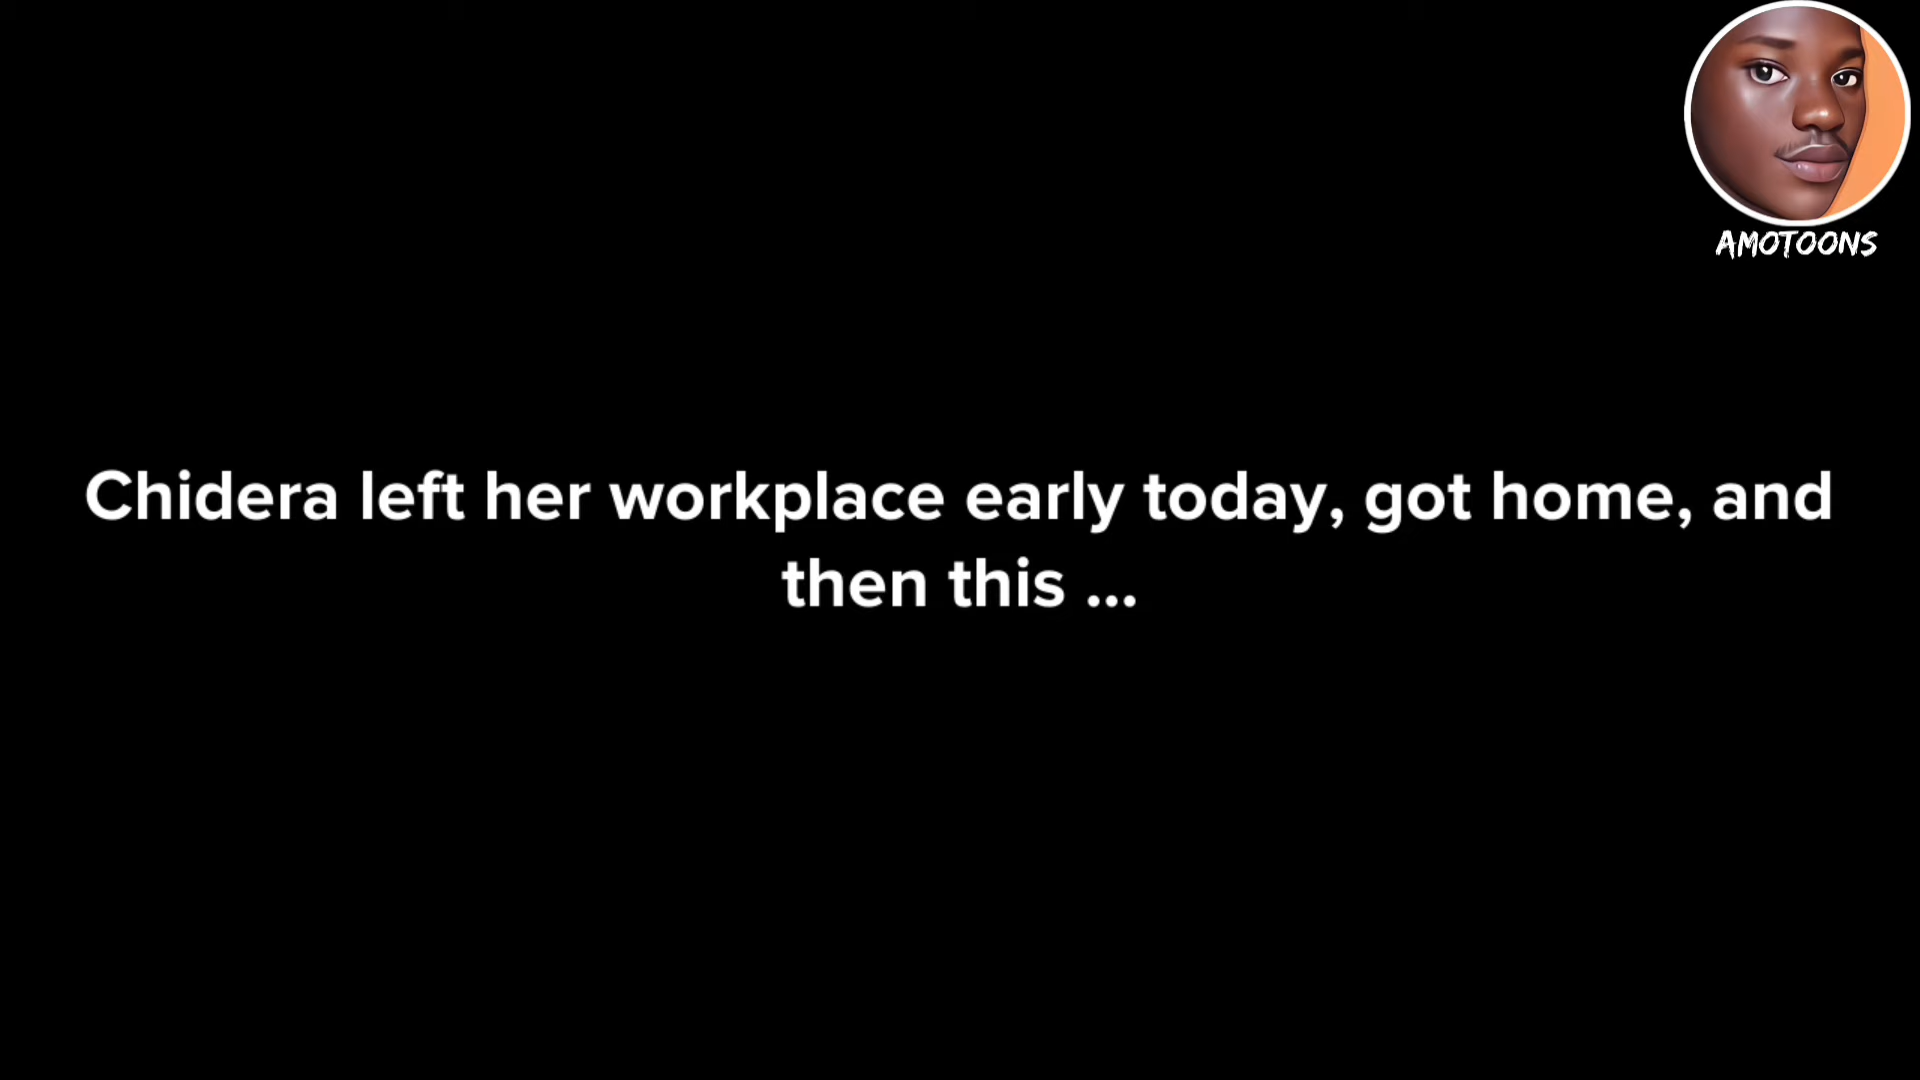 AMOTOONS
Chidera left her workplace early today, got home, and
then this ...